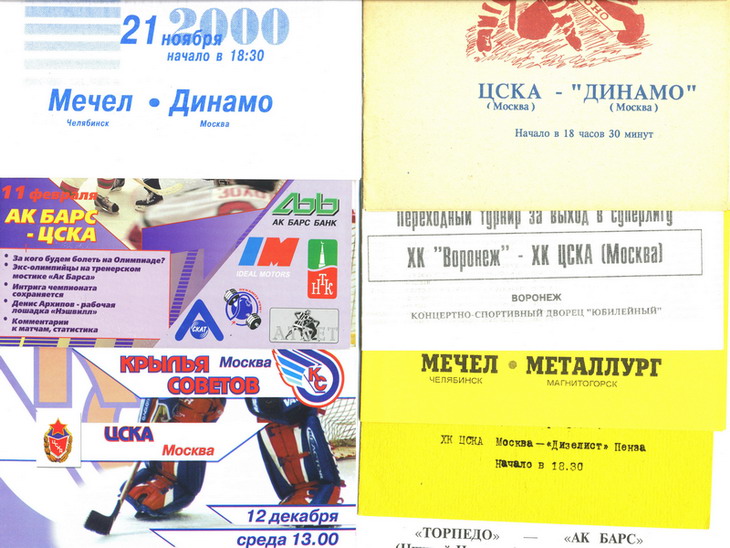 2000
21 ноября
начало в 18:30
Мечел • Динамо
Челябинск Москва
ЦСКА - "ДИНАМО"
(Москва) (Москва)
Начало в 18 часов 30 минут
11 февраля
АК БАРС
- ЦСКА
• За кого будем болеть на Олимпиаде?
• Экс-олимпийцы на тренерском
мостике «Ак Барса»
• Интрига чемпионата
сохраняется
• Денис Архипов - рабочая
лошадка «Нэшвилл»
• Комментарии
к матчам, статистика
АК БАРС БАНК
IM
IDEAL MOTORS
НТК
СКАТ
Переходный турнир за выход в суперлигу
ХК "Воронеж" - ХК ЦСКА (Москва)
ВОРОНЕЖ
КОНЦЕРТНО-СПОРТИВНЫЙ ДВОРЕЦ "ЮБИЛЕЙНЫЙ"
КРЫЛЬЯ Москва
СОВЕТОВ
КС
ЦСКА
Москва
12 декабря
среда 13.00
МЕЧЕЛ • МЕТАЛЛУРГ
ЧЕЛЯБИНСК МАГНИТОГОРСК
ХК ЦСКА Москва—«Дизелист» Пенза
Начало в 18.30
«ТОРПЕДО» — «АК БАРС»